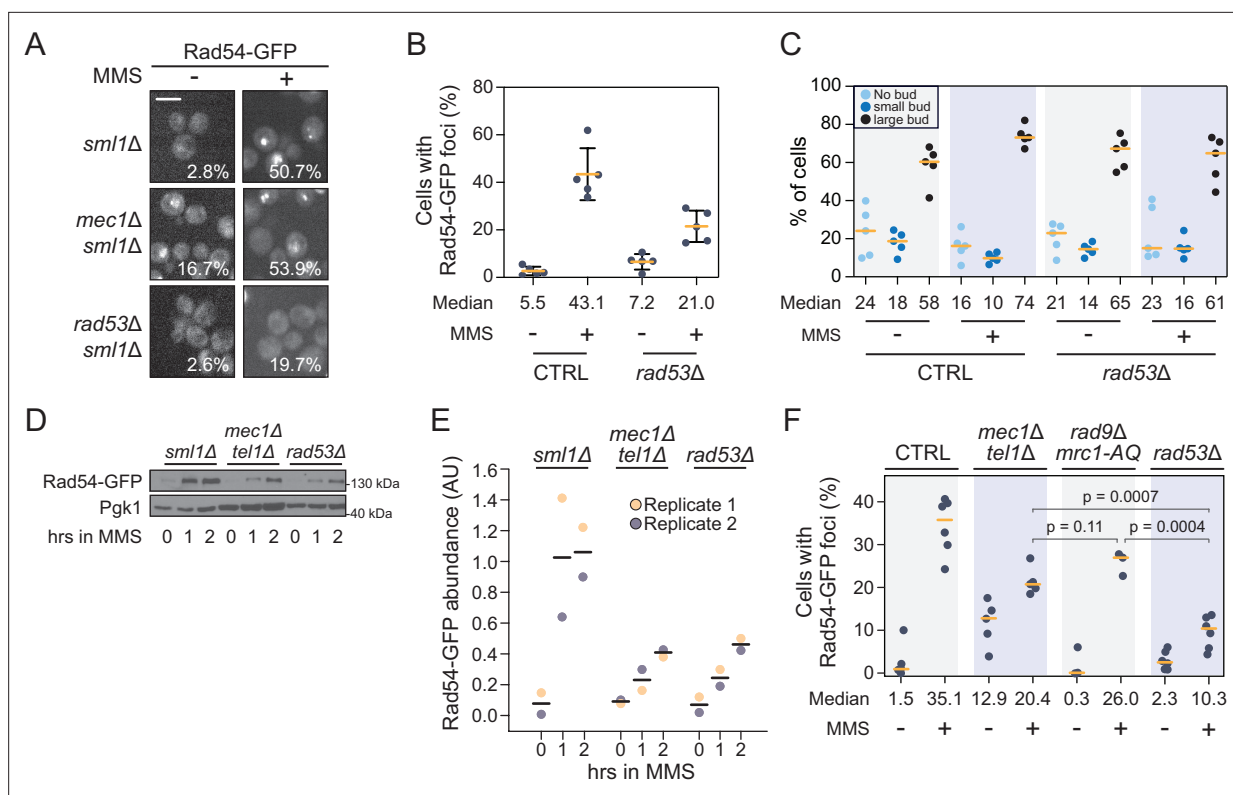 A
Rad54-GFP
MMS - +
sml1Δ
2.8% 50.7%
mec1Δ
sml1Δ
16.7% 53.9%
rad53Δ
sml1Δ
2.6% 19.7%
B
Cells with
Rad54-GFP foci (%)
80
60
40
20
0
Median 5.5 43.1 7.2 21.0
MMS - + - +
CTRL rad53Δ
C
% of cells
100
80
60
40
20
0
No bud
small bud
large bud
Median 24 18 58 16 10 74 21 14 65 23 16 61
MMS - + - +
CTRL rad53Δ
D
mec1Δ
sml1Δ tel1Δ rad53Δ
Rad54-GFP -130 kDa
Pgk1 -40 kDa
hrs in MMS 0 1 2 0 1 2 0 1 2
E
mec1Δ
sml1Δ tel1Δ rad53Δ
Rad54-GFP abundance (AU)
1.6
1.4
1.2
1.0
0.8
0.6
0.4
0.2
0.0
Replicate 1
Replicate 2
0 1 2 0 1 2 0 1 2
hrs in MMS
F
mec1Δ rad9Δ
CTRL tel1Δ mrc1-AQ rad53Δ
Cells with
Rad54-GFP foci (%)
40
30
20
10
0
p = 0.0007
p = 0.11 p = 0.0004
Median 1.5 35.1 12.9 20.4 0.3 26.0 2.3 10.3
MMS - + - + - + - +